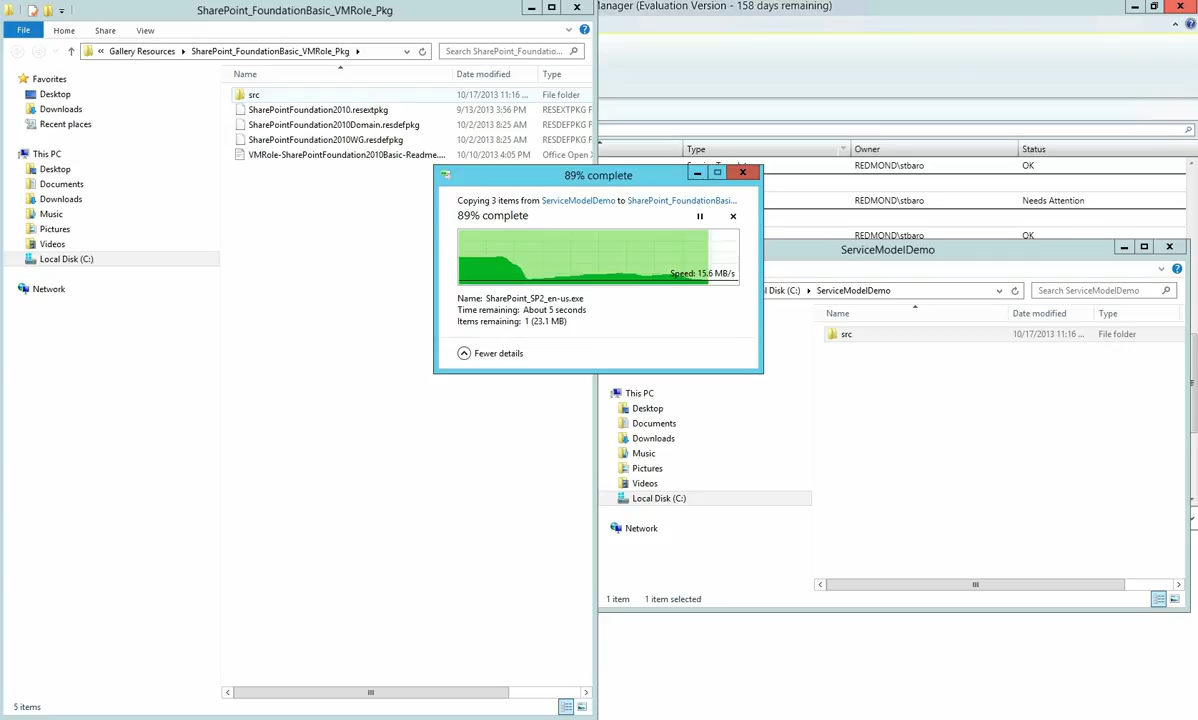 SharePoint_FoundationBasic_VMRole_Pkg
File Home Share View
« Gallery Resources SharePoint_FoundationBasic_VMRole_Pkg
Search SharePoint_Foundatio...
Favorites
Desktop
Downloads
Recent places
This PC
Desktop
Documents
Downloads
Music
Pictures
Videos
Local Disk (C:)
Network
Name Date modified Type
src 10/17/2013 11:16 ... File folder
SharePointFoundation2010.resextpkg 9/13/2013 3:56 PM RESEXTPKG F
SharePointFoundation2010Domain.resdefpkg 10/2/2013 8:25 AM RESDEFPKG F
SharePointFoundation2010WG.resdefpkg 10/2/2013 8:25 AM RESDEFPKG F
VMRole-SharePointFoundation2010Basic-Readme.... 10/10/2013 4:05 PM Office Open
5 items
89% complete
Copying 3 items from ServiceModelDemo to SharePoint_FoundationBasi...
89% complete
Speed: 15.6 MB/s
Name: SharePoint_SP2_en-us.exe
Time remaining: About 5 seconds
Items remaining: 1 (23.1 MB)
Fewer details
Manager (Evaluation Version - 158 days remaining)
Type Owner Status
REDMOND\stbaro OK
REDMOND\stbaro Needs Attention
REDMOND\stbaro OK
ServiceModelDemo
l Disk (C:) ServiceModelDemo
Search ServiceModelDemo
Name Date modified Type
src 10/17/2013 11:16 ... File folder
This PC
Desktop
Documents
Downloads
Music
Pictures
Videos
Local Disk (C:)
Network
1 item 1 item selected